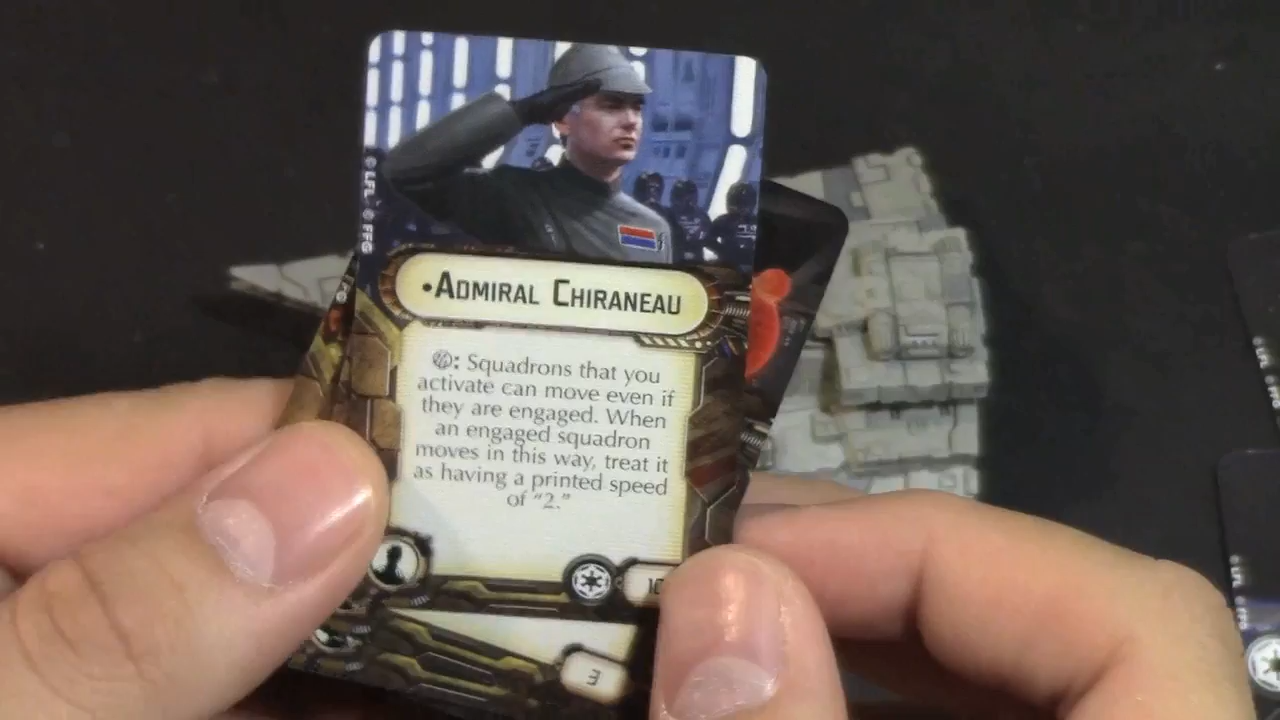 © LFL © FFG
•ADMIRAL CHIRANEAU
: Squadrons that you
activate can move even if
they are engaged. When
an engaged squadron
moves in this way, treat it
as having a printed speed
of “2.”
10
3